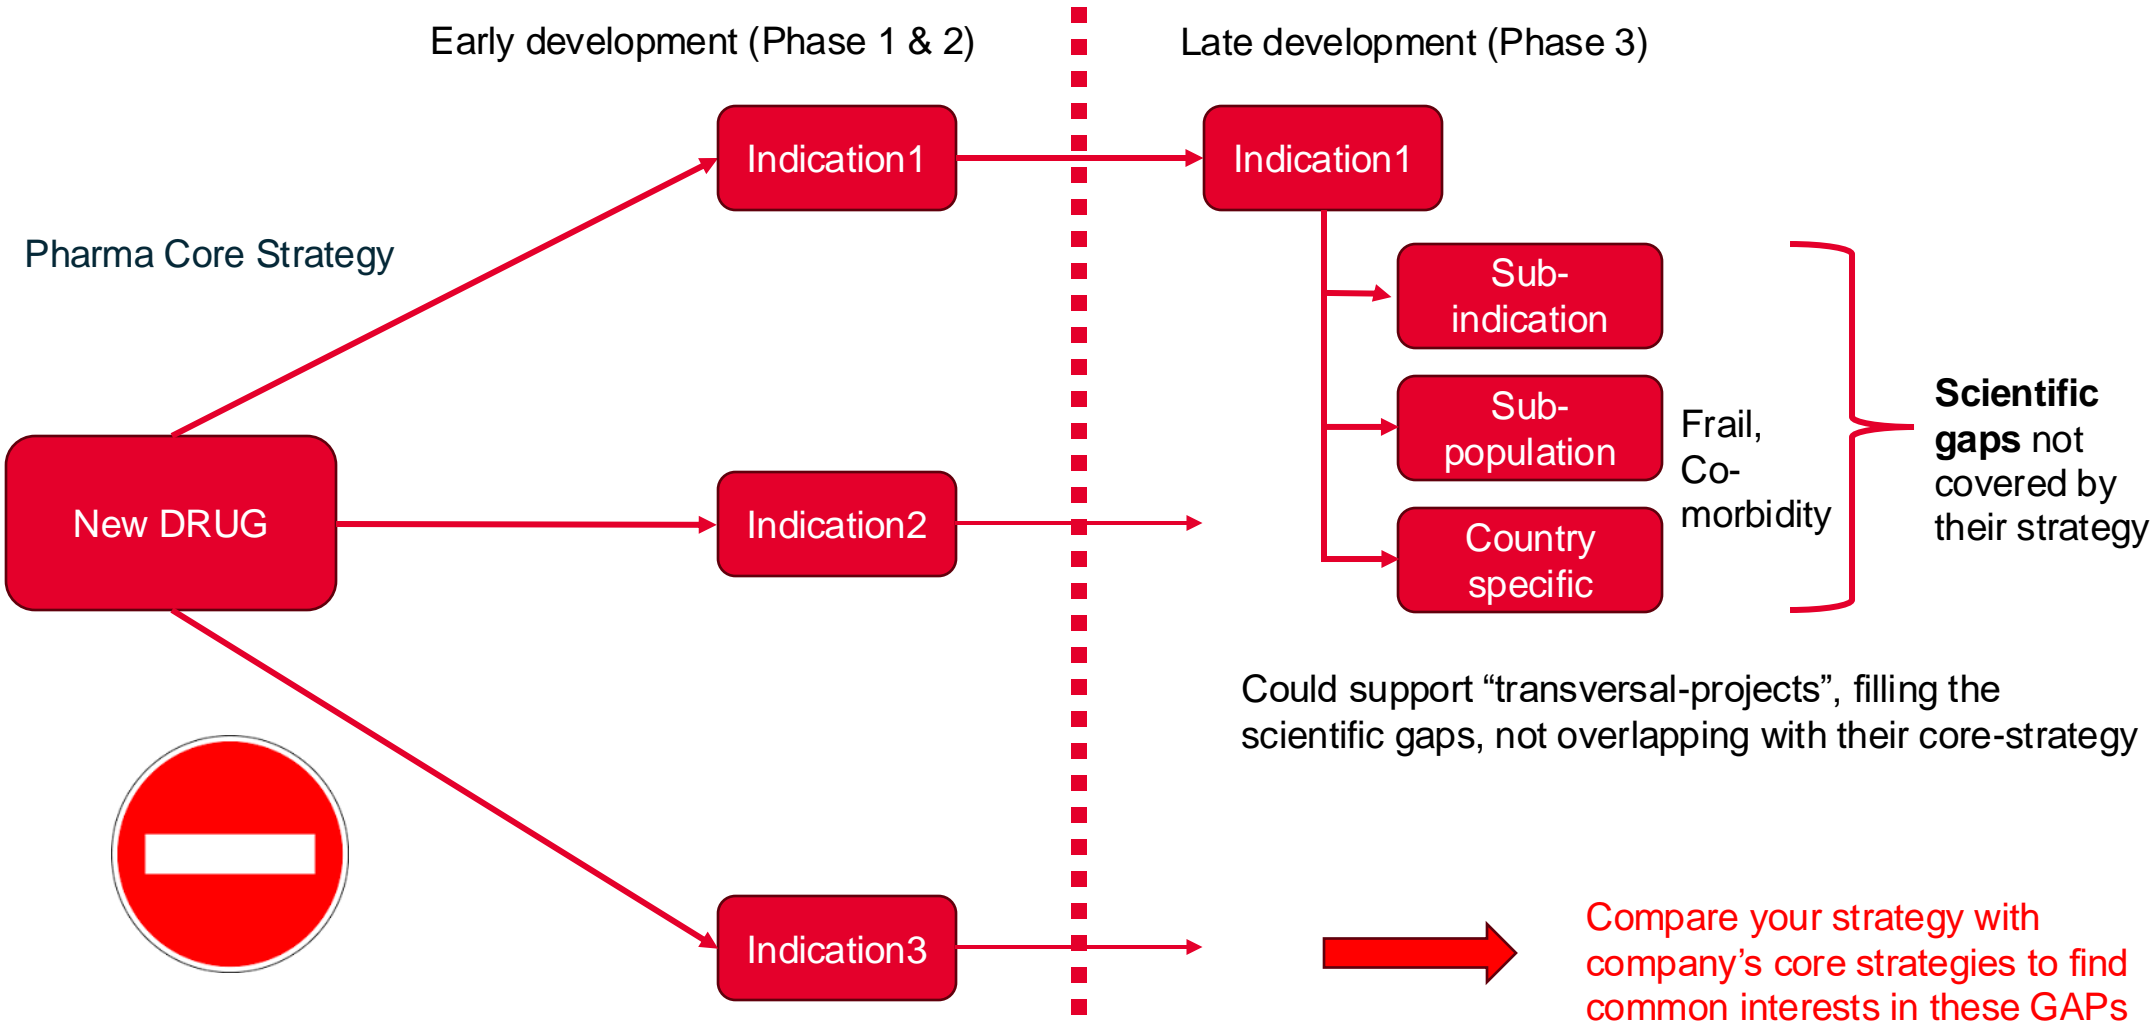 Early development (Phase 1 & 2)
Late development (Phase 3)
Indication1
Indication1
Pharma Core Strategy
Sub-
indication
Sub-
population
Frail,
Co-
morbidity
Scientific
gaps not
covered by
their strategy
New DRUG
Indication2
Country
specific
Could support “transversal-projects”, filling the
scientific gaps, not overlapping with their core-strategy
Indication3
Compare your strategy with
company’s core strategies to find
common interests in these GAPs